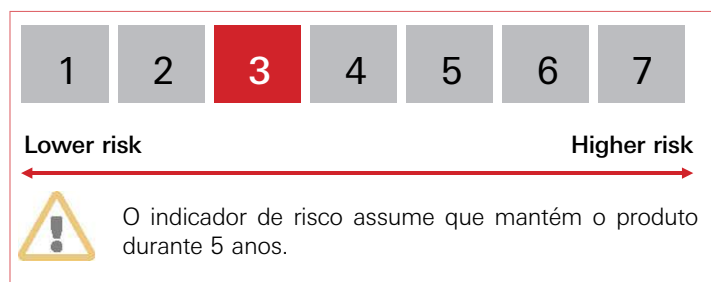 1 2 3 4 5 6 7
Lower risk Higher risk
O indicador de risco assume que mantém o produto
durante 5 anos.